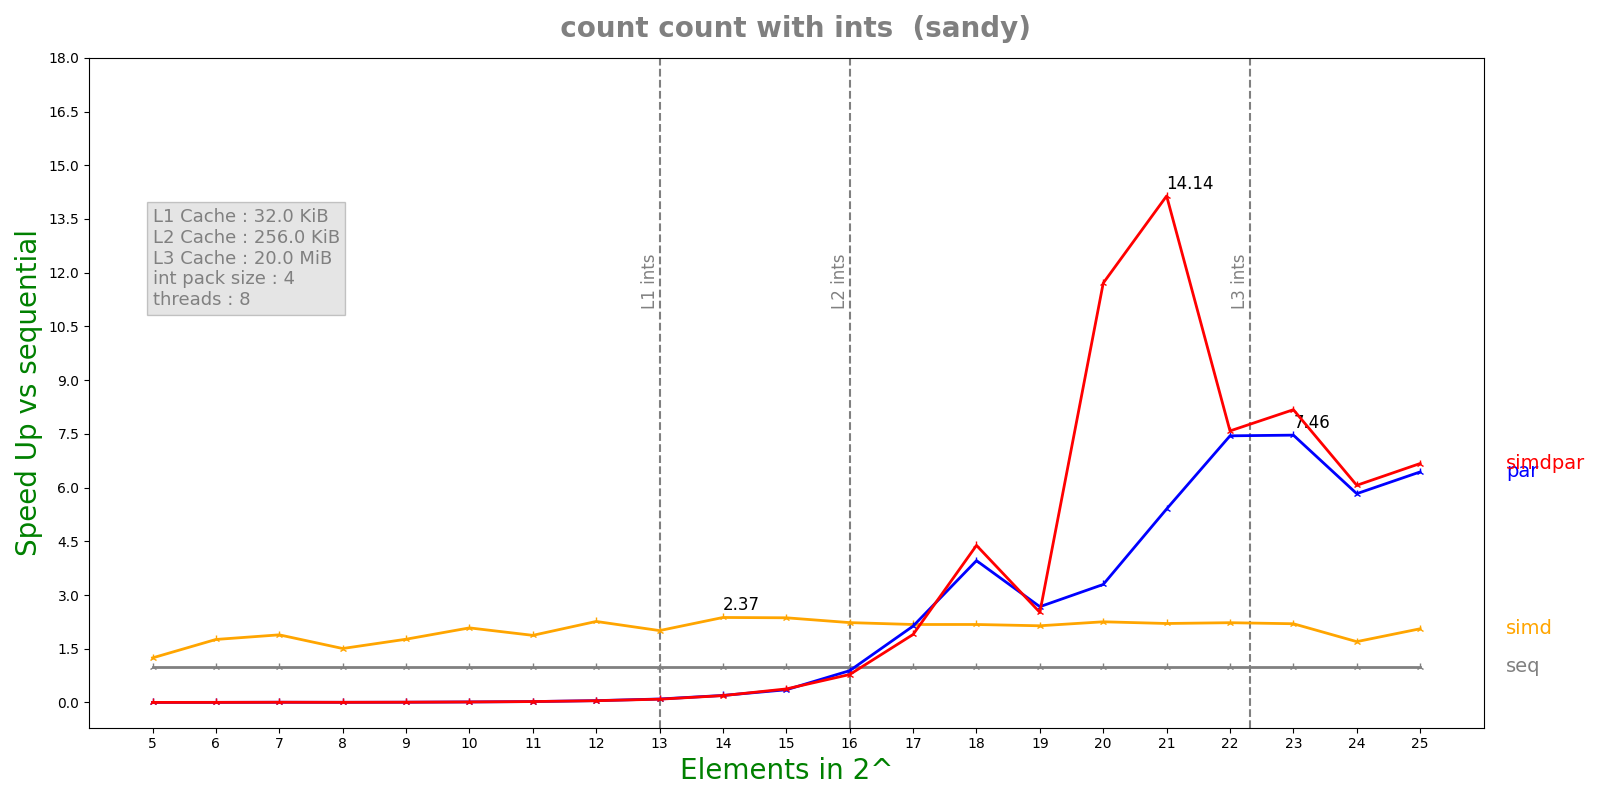 count count with ints (sandy)
18.0
16.5
15.0
13.5
12.0
10.5
9.0
7.5
6.0
4.5
3.0
1.5
0.0
Speed Up vs sequential
L1 Cache : 32.0 KiB
L2 Cache : 256.0 KiB
L3 Cache : 20.0 MiB
int pack size : 4
threads : 8
L1 ints
L2 ints
L3 ints
14.14
7.46
2.37
simdpar
par
simd
seq
5 6 7 8 9 10 11 12 13 14 15 16 17 18 19 20 21 22 23 24 25
Elements in 2^